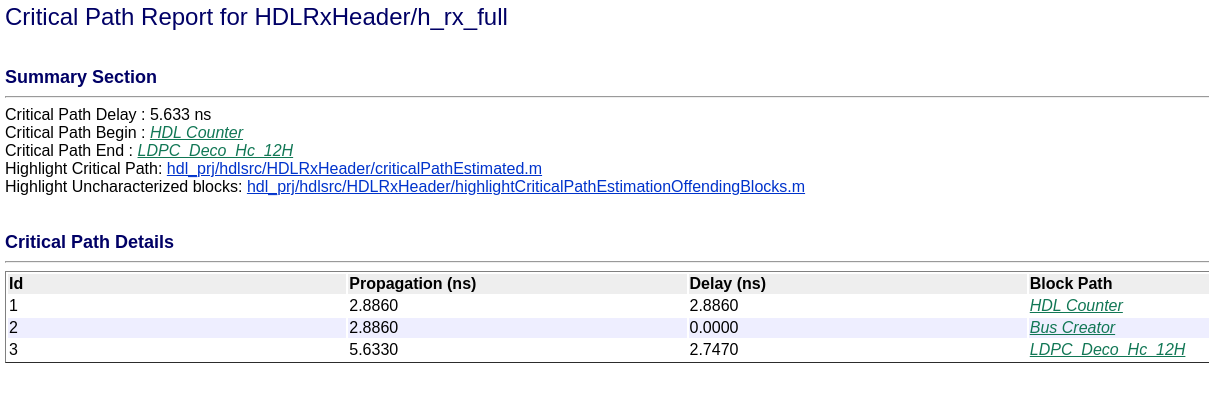 Critical Path Report for HDLRxHeader/h_rx_full
Summary Section
Critical Path Delay : 5.633 ns
Critical Path Begin : HDL Counter
Critical Path End : LDPC_Deco_Hc_12H
Highlight Critical Path: hdl_prj/hdlsrc/HDLRxHeader/criticalPathEstimated.m
Highlight Uncharacterized blocks: hdl_prj/hdlsrc/HDLRxHeader/highlightCriticalPathEstimationOffendingBlocks.m
Critical Path Details
Id Propagation (ns) Delay (ns) Block Path
1 2.8860 2.8860 HDL Counter
2 2.8860 0.0000 Bus Creator
3 5.6330 2.7470 LDPC_Deco_Hc_12H